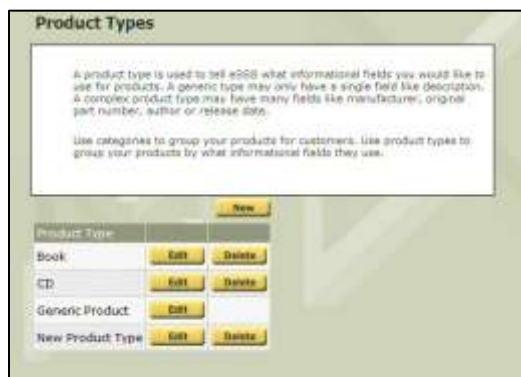 Product Types
A product type is used to tell eSSB what informational fields you would like to
use for products. A generic type may only have a single field like description.
A complex product type may have many fields like manufacturer, original
part number, author or release date.
Use categories to group your products for customers. Use product types to
group your products by what informational fields they use.
New
Product Type
Book Edit Delete
CD Edit Delete
Generic Product Edit
New Product Type Edit Delete